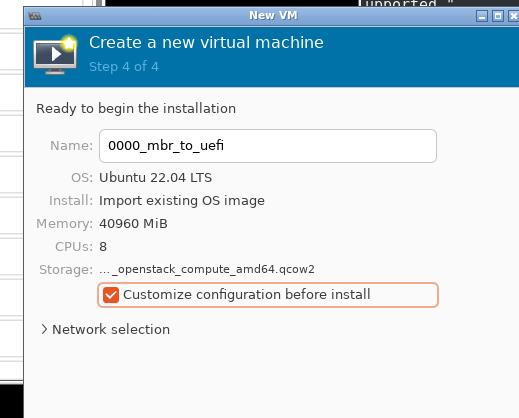 upported."
New VM
Create a new virtual machine
Step 4 of 4
Ready to begin the installation
Name: 0000_mbr_to_uefi
OS: Ubuntu 22.04 LTS
Install: Import existing OS image
Memory: 40960 MiB
CPUs: 8
Storage: ..._openstack_compute_amd64.qcow2
Customize configuration before install
Network selection